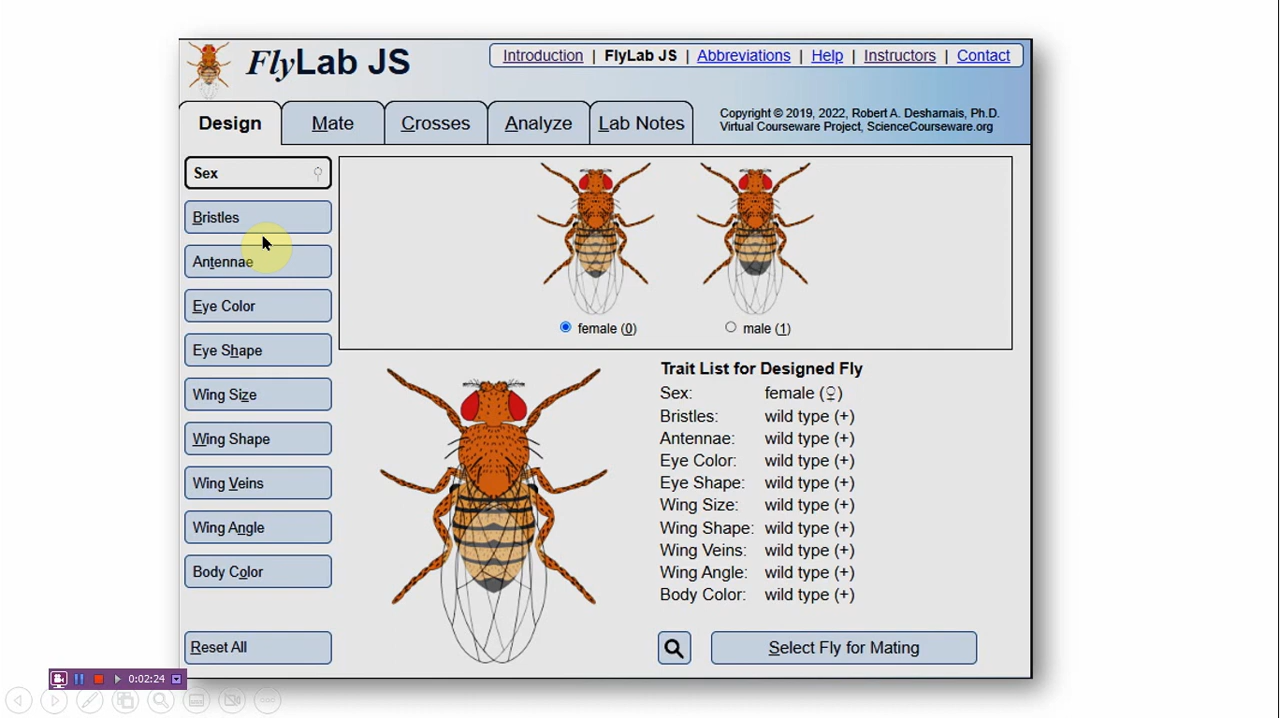 FlyLab JS
Introduction | FlyLab JS | Abbreviations | Help | Instructors | Contact
Design
Mate
Crosses
Analyze
Lab Notes
Copyright © 2019, 2022, Robert A. Desharnais, Ph.D.
Virtual Courseware Project, ScienceCourseware.org
Sex ♀
Bristles
Antennae
Eye Color
Eye Shape
Wing Size
Wing Shape
Wing Veins
Wing Angle
Body Color
Reset All
female (0)
male (1)
Trait List for Designed Fly
Sex: female (♀)
Bristles: wild type (+)
Antennae: wild type (+)
Eye Color: wild type (+)
Eye Shape: wild type (+)
Wing Size: wild type (+)
Wing Shape: wild type (+)
Wing Veins: wild type (+)
Wing Angle: wild type (+)
Body Color: wild type (+)
Select Fly for Mating
0:02:24